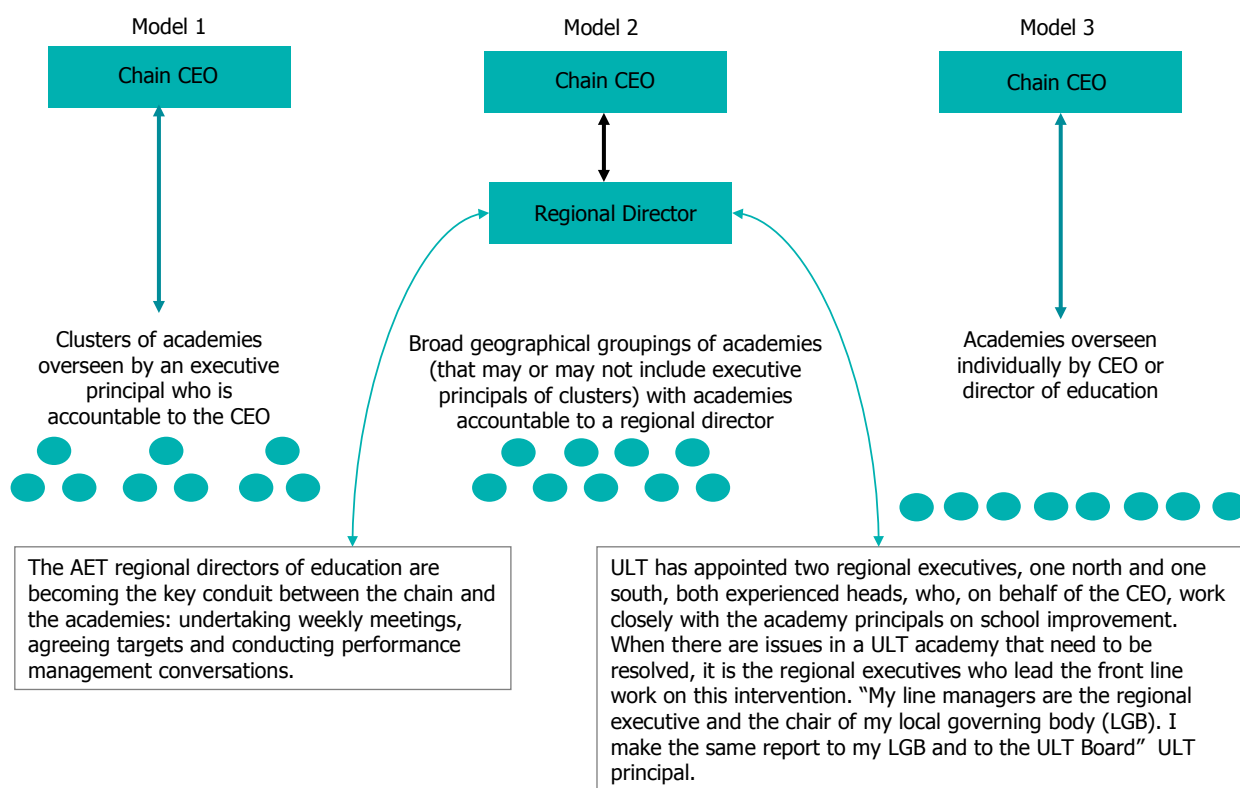 Model 1
Chain CEO
Clusters of academies
overseen by an executive
principal who is
accountable to the CEO
Model 2
Chain CEO
Regional Director
Broad geographical groupings of academies
(that may or may not include executive
principals of clusters) with academies
accountable to a regional director
Model 3
Chain CEO
Academies overseen
individually by CEO or
director of education
The AET regional directors of education are
becoming the key conduit between the chain and
the academies: undertaking weekly meetings,
agreeing targets and conducting performance
management conversations.
ULT has appointed two regional executives, one north and one
south, both experienced heads, who, on behalf of the CEO, work
closely with the academy principals on school improvement.
When there are issues in a ULT academy that need to be
resolved, it is the regional executives who lead the front line
work on this intervention. “My line managers are the regional
executive and the chair of my local governing body (LGB). I
make the same report to my LGB and to the ULT Board” ULT
principal.